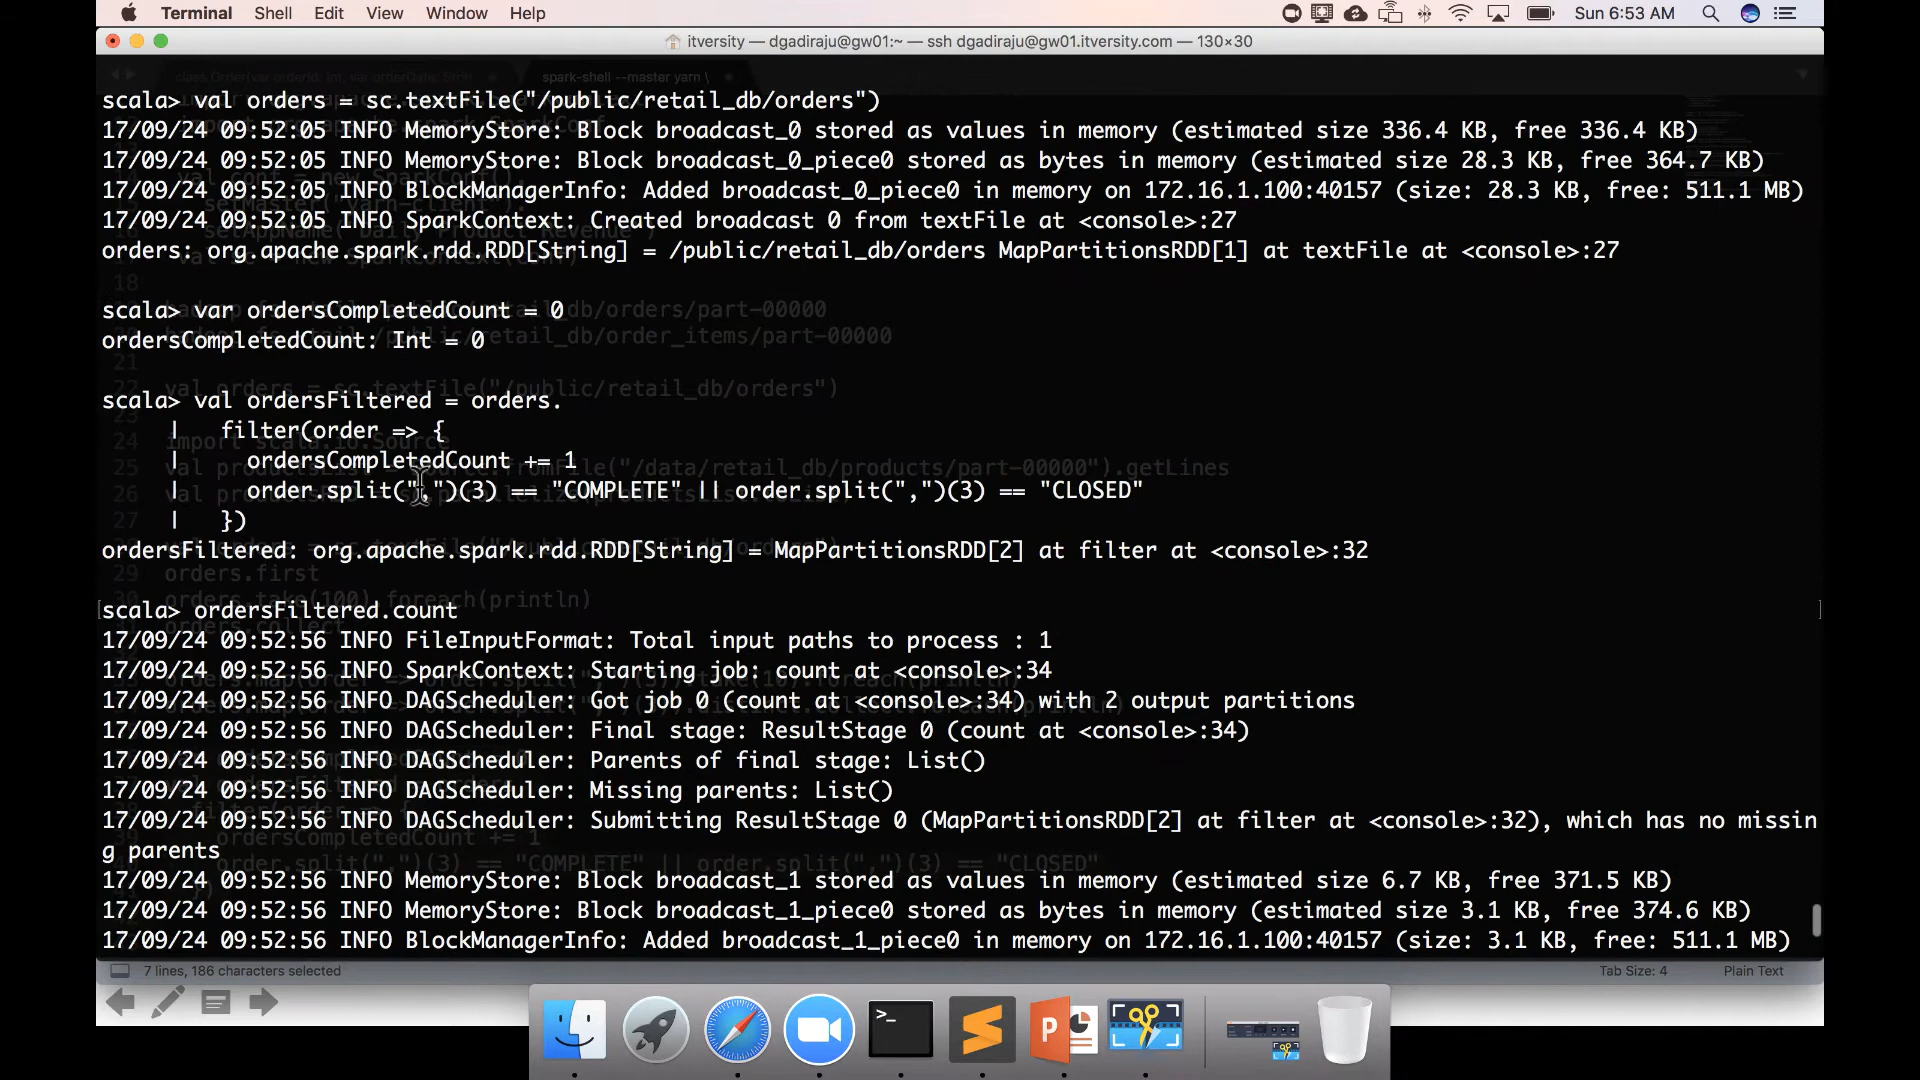 Terminal Shell Edit View Window Help Sun 6:53 AM
itversity — dgadiraju@gw01:~ — ssh dgadiraju@gw01.itversity.com — 130×30
scala> val orders = sc.textFile("/public/retail_db/orders")
17/09/24 09:52:05 INFO MemoryStore: Block broadcast_0 stored as values in memory (estimated size 336.4 KB, free 336.4 KB)
17/09/24 09:52:05 INFO MemoryStore: Block broadcast_0_piece0 stored as bytes in memory (estimated size 28.3 KB, free 364.7 KB)
17/09/24 09:52:05 INFO BlockManagerInfo: Added broadcast_0_piece0 in memory on 172.16.1.100:40157 (size: 28.3 KB, free: 511.1 MB)
17/09/24 09:52:05 INFO SparkContext: Created broadcast 0 from textFile at <console>:27
orders: org.apache.spark.rdd.RDD[String] = /public/retail_db/orders MapPartitionsRDD[1] at textFile at <console>:27
scala> var ordersCompletedCount = 0
ordersCompletedCount: Int = 0
scala> val ordersFiltered = orders.
| filter(order => {
| ordersCompletedCount += 1
| order.split(",")(3) == "COMPLETE" || order.split(",")(3) == "CLOSED"
| })
ordersFiltered: org.apache.spark.rdd.RDD[String] = MapPartitionsRDD[2] at filter at <console>:32
scala> ordersFiltered.count
17/09/24 09:52:56 INFO FileInputFormat: Total input paths to process : 1
17/09/24 09:52:56 INFO SparkContext: Starting job: count at <console>:34
17/09/24 09:52:56 INFO DAGScheduler: Got job 0 (count at <console>:34) with 2 output partitions
17/09/24 09:52:56 INFO DAGScheduler: Final stage: ResultStage 0 (count at <console>:34)
17/09/24 09:52:56 INFO DAGScheduler: Parents of final stage: List()
17/09/24 09:52:56 INFO DAGScheduler: Missing parents: List()
17/09/24 09:52:56 INFO DAGScheduler: Submitting ResultStage 0 (MapPartitionsRDD[2] at filter at <console>:32), which has no missin
g parents
17/09/24 09:52:56 INFO MemoryStore: Block broadcast_1 stored as values in memory (estimated size 6.7 KB, free 371.5 KB)
17/09/24 09:52:56 INFO MemoryStore: Block broadcast_1_piece0 stored as bytes in memory (estimated size 3.1 KB, free 374.6 KB)
17/09/24 09:52:56 INFO BlockManagerInfo: Added broadcast_1_piece0 in memory on 172.16.1.100:40157 (size: 3.1 KB, free: 511.1 MB)
7 lines, 186 characters selected Tab Size: 4 Plain Text